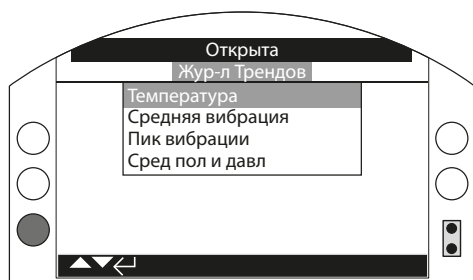 Открыта
Жур-л Трендов
Температура
Средняя вибрация
Пик вибрации
Сред пол и давл